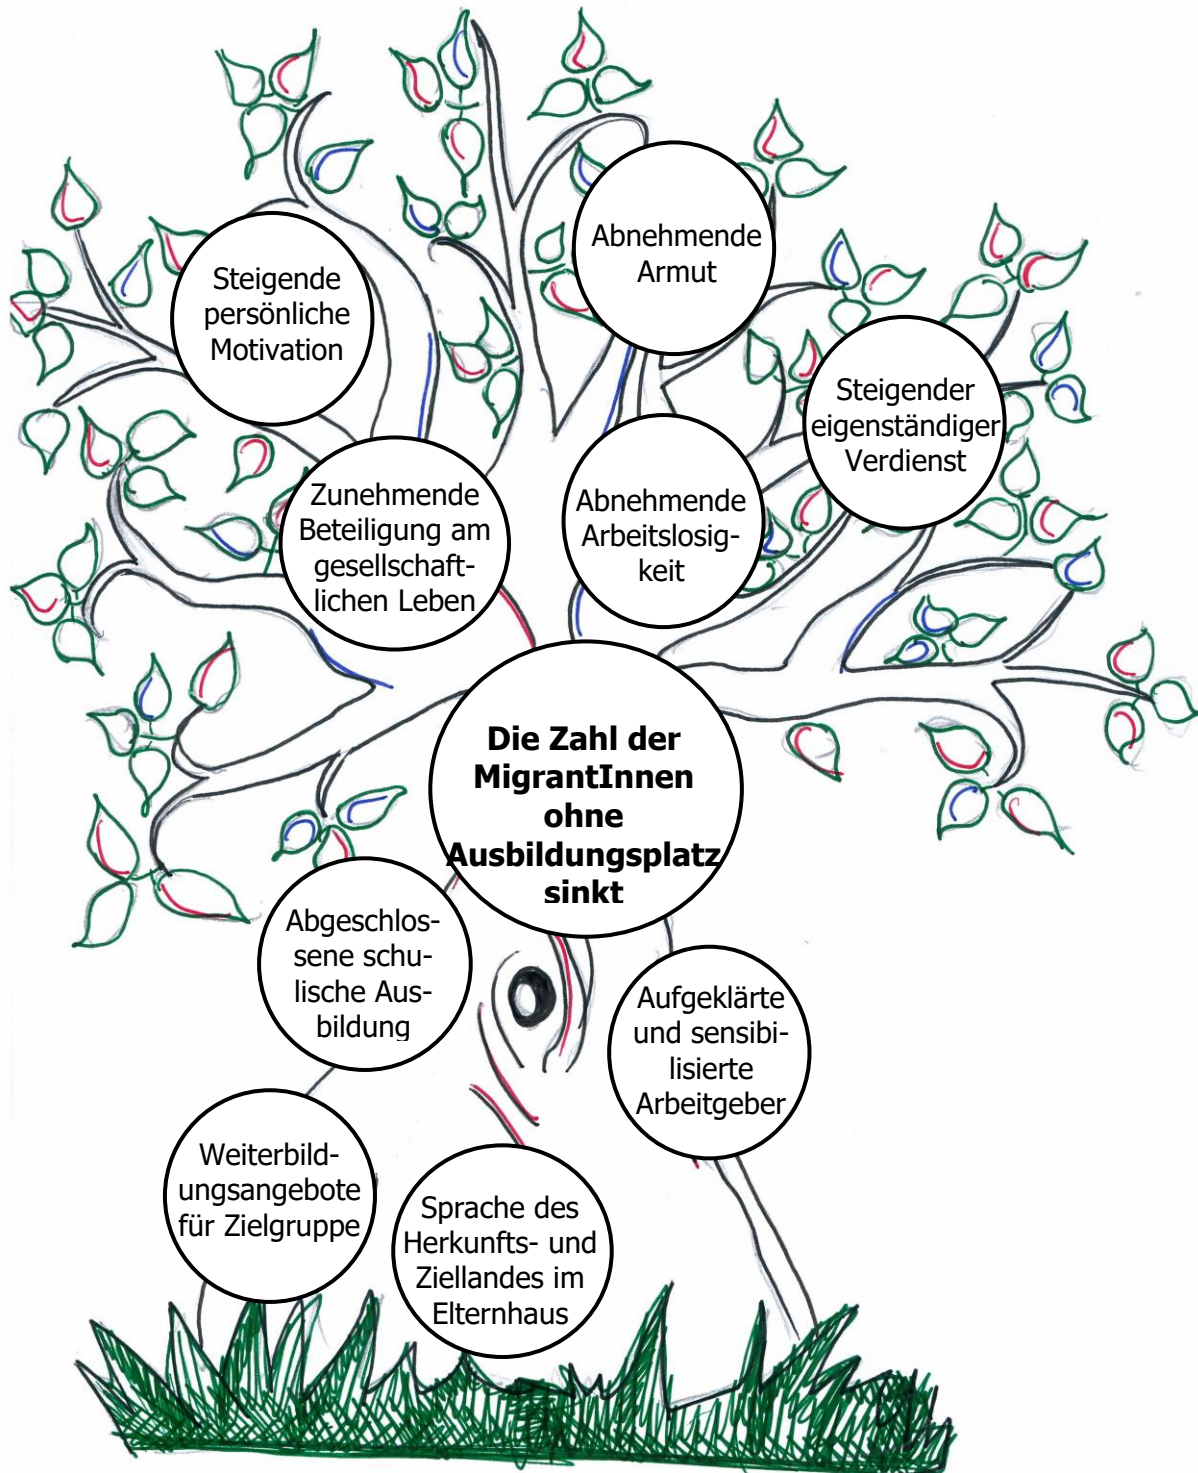 Abnehmende
Armut
Steigende
persönliche
Motivation
Steigender
eigenständiger
Verdienst
Zunehmende
Beteiligung am
gesellschaft-
lichen Leben
Abnehmende
Arbeitslosig-
keit
Die Zahl der
MigrantInnen
ohne
Ausbildungsplatz
sinkt
Abgeschlos-
sene schu-
lische Aus-
bildung
Aufgeklärte
und sensibi-
lisierte
Arbeitgeber
Weiterbild-
ungsangebote
für Zielgruppe
Sprache des
Herkunfts- und
Ziellandes im
Elternhaus